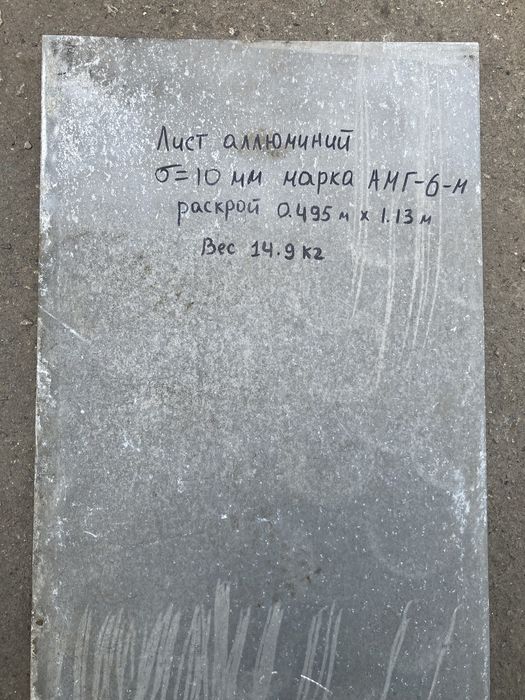 Лист аллюминий
σ=10 мм марка АМГ-6-м
раскрой 0.495 м х 1.13 м
Вес 14.9 кг